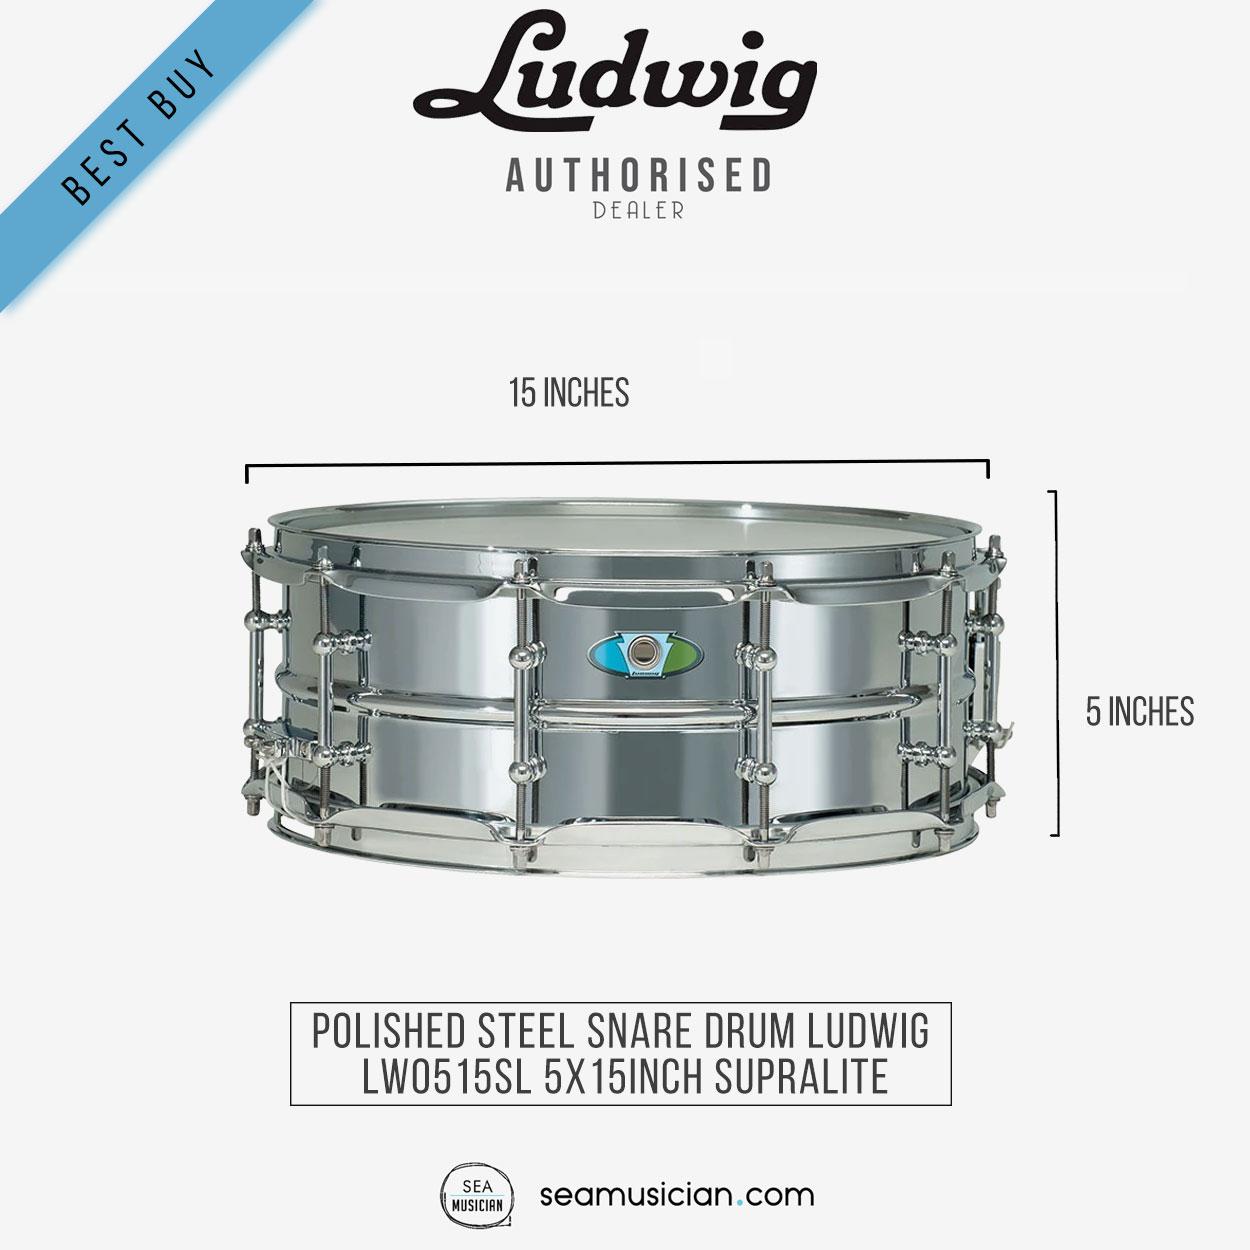 BEST BUY
Ludwig
AUTHORISED
DEALER
15 INCHES
5 INCHES
Ludwig
POLISHED STEEL SNARE DRUM LUDWIG
LW0515SL 5X15INCH SUPRALITE
SEA
MUSICIAN
seamusician.com